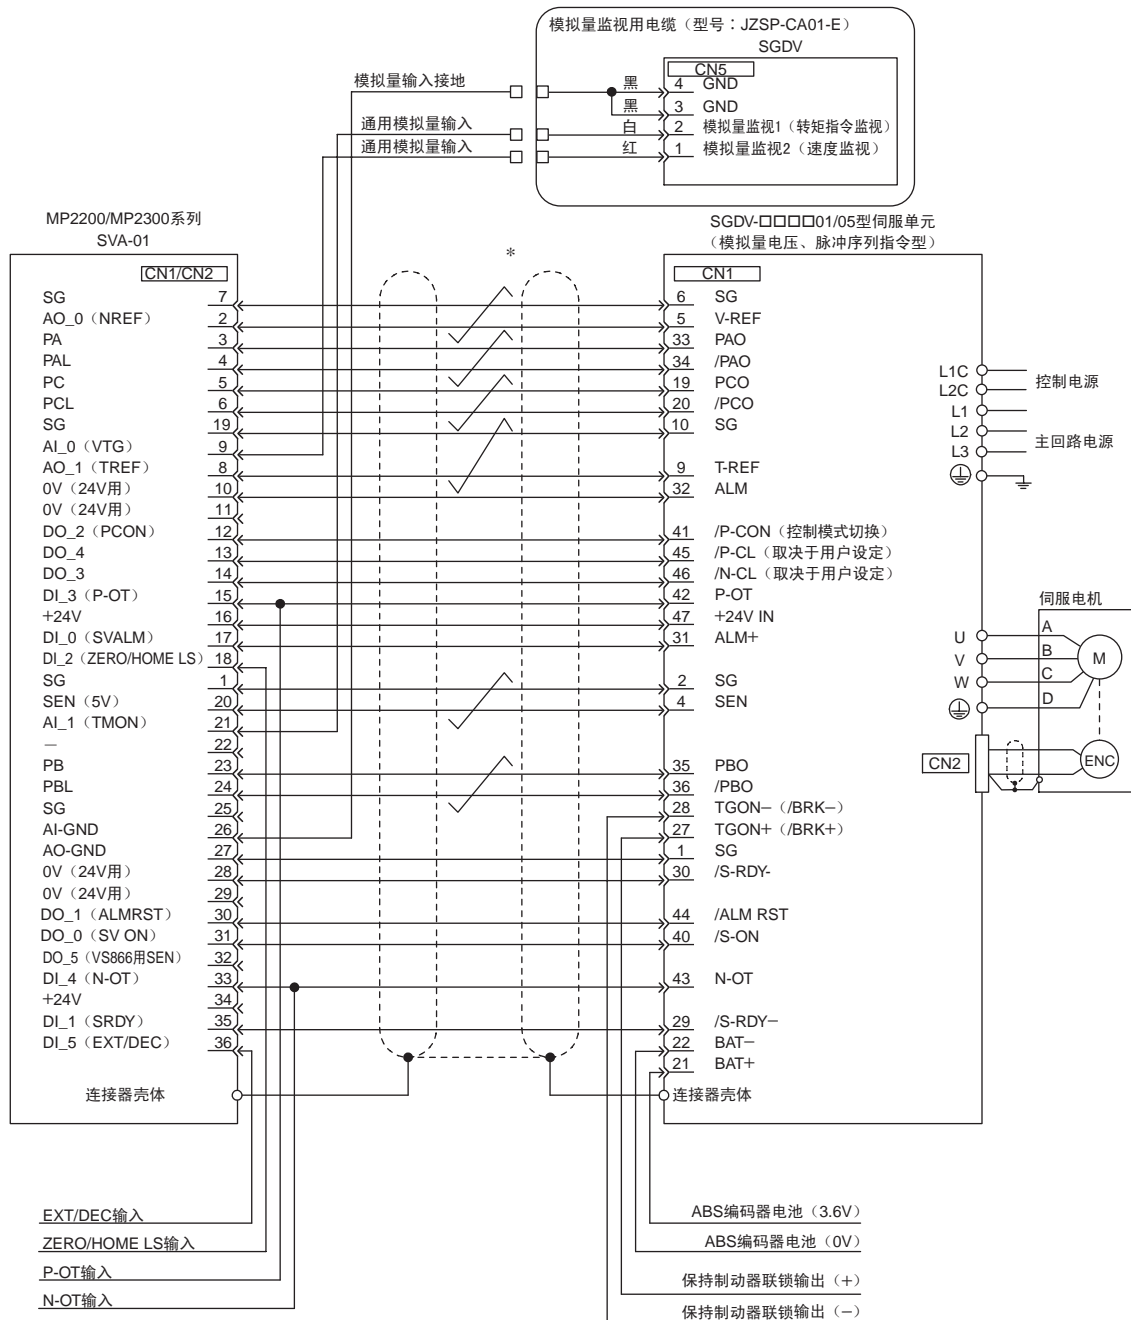 模拟量监视用电缆（型号：JZSP-CA01-E）
SGDV
CN5
模拟量输入接地
黑 4 GND
黑 3 GND
通用模拟量输入
白 2 模拟量监视1（转矩指令监视）
通用模拟量输入
红 1 模拟量监视2（速度监视）
MP2200/MP2300系列
SVA-01
SGDV-□□□□01/05型伺服单元
（模拟量电压、脉冲序列指令型）
*
CN1/CN2
SG 7
AO_0（NREF） 2
PA 3
PAL 4
PC 5
PCL 6
SG 19
AI_0（VTG） 9
AO_1（TREF） 8
0V（24V用） 10
0V（24V用） 11
DO_2（PCON） 12
DO_4 13
DO_3 14
DI_3（P-OT） 15
+24V 16
DI_0（SVALM） 17
DI_2（ZERO/HOME LS） 18
SG 1
SEN（5V） 20
AI_1（TMON） 21
— 22
PB 23
PBL 24
SG 25
AI-GND 26
AO-GND 27
0V（24V用） 28
0V（24V用） 29
DO_1（ALMRST） 30
DO_0（SV ON） 31
DO_5（VS866用SEN） 32
DI_4（N-OT） 33
+24V 34
DI_1（SRDY） 35
DI_5（EXT/DEC） 36
连接器壳体
CN1
6 SG
5 V-REF
33 PAO
34 /PAO
19 PCO
20 /PCO
10 SG
9 T-REF
32 ALM
41 /P-CON（控制模式切换）
45 /P-CL（取决于用户设定）
46 /N-CL（取决于用户设定）
42 P-OT
47 +24V IN
31 ALM+
2 SG
4 SEN
35 PBO
36 /PBO
28 TGON−（/BRK−）
27 TGON+（/BRK+）
1 SG
30 /S-RDY-
44 /ALM RST
40 /S-ON
43 N-OT
29 /S-RDY−
22 BAT−
21 BAT+
连接器壳体
L1C
L2C
控制电源
L1
L2
L3
主回路电源
伺服电机
U A
V B
W C
D
M
CN2
ENC
EXT/DEC输入
ZERO/HOME LS输入
P-OT输入
N-OT输入
ABS编码器电池（3.6V）
ABS编码器电池（0V）
保持制动器联锁输出（+）
保持制动器联锁输出（−）